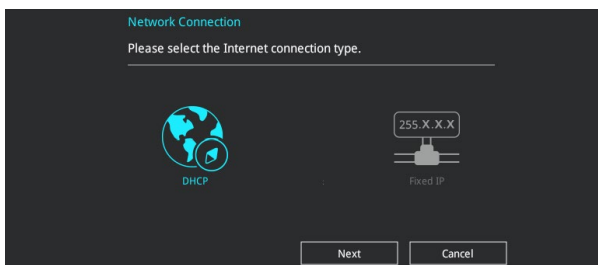 Network Connection
Please select the Internet connection type.
255.X.X.X
DHCP
Fixed IP
Next
Cancel